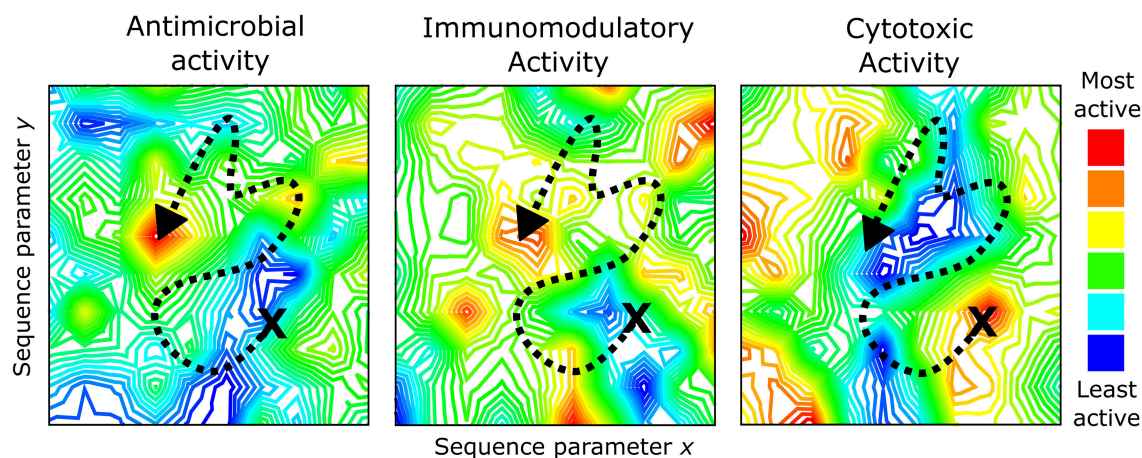 Antimicrobial
activity
Immunomodulatory
Activity
Cytotoxic
Activity
Most
active
Least
active
Sequence parameter y
Sequence parameter x
X
X
X